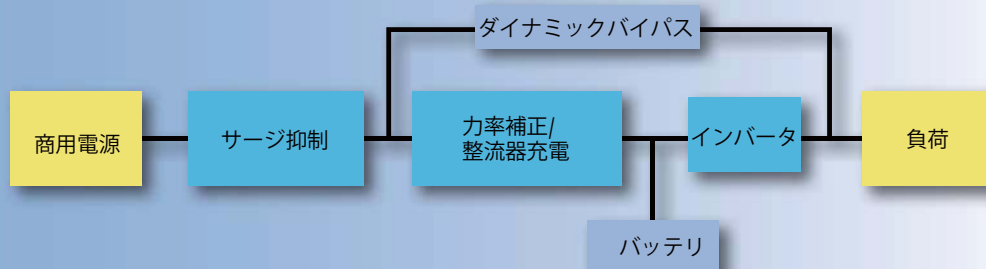 ダイナミックバイパス
商用電源
サージ抑制
力率補正/
整流器充電
インバータ
負荷
バッテリ